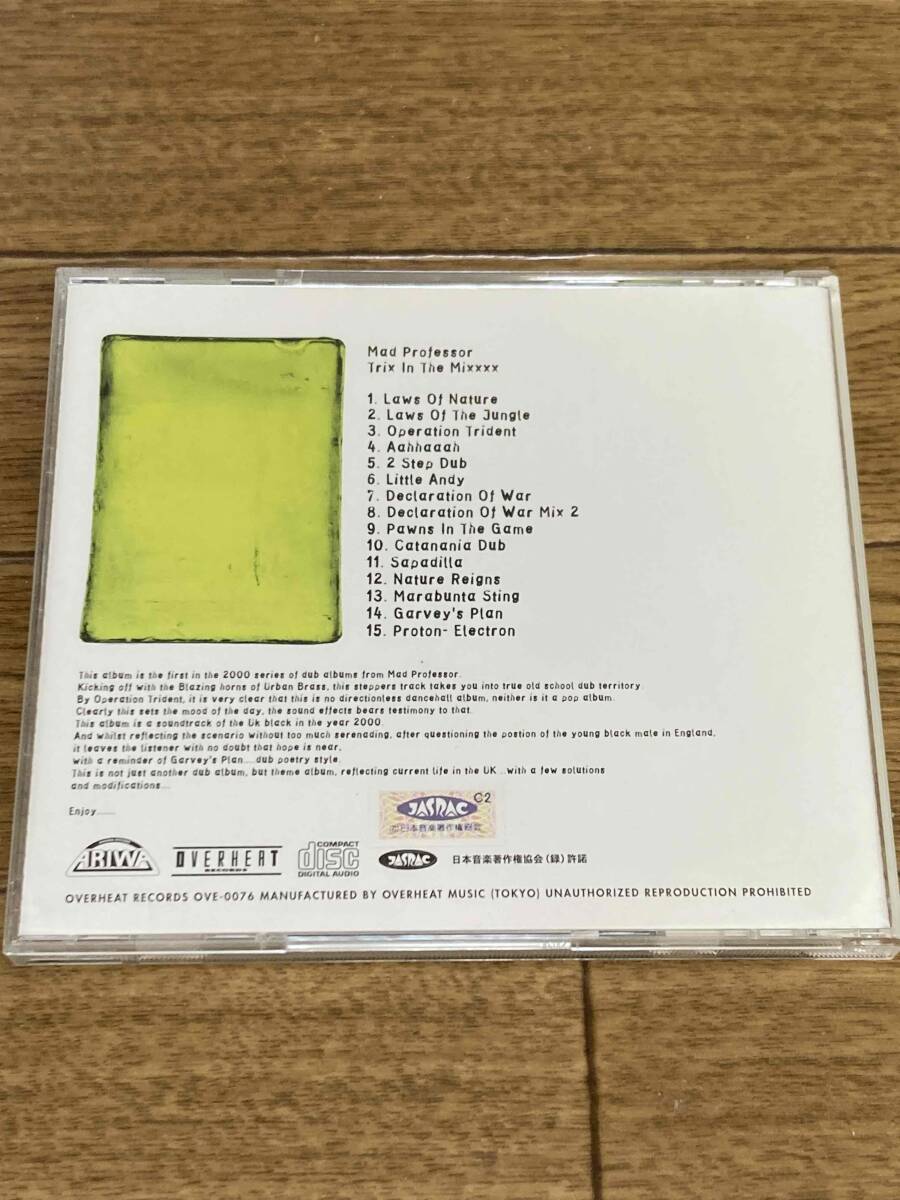 Mad Professor
Trix In The Mixxxx
1. Laws Of Nature
2. Laws Of The Jungle
3. Operation Trident
4. Aahhaaah
5. 2 Step Dub
6. Little Andy
7. Declaration Of War
8. Declaration Of War Mix 2
9. Pawns In The Game
10. Catanania Dub
11. Sapadilla
12. Nature Reigns
13. Marabunta Sting
14. Garvey's Plan
15. Proton- Electron
This album is the first in the 2000 series of dub albums from Mad Professor.
Kicking off with the Blazing horns of Urban Brass, this steppers track takes you into true old school dub territory.
By Operation Trident, it is very clear that this is no directionless dancehall album, neither is it a pop album.
Clearly this sets the mood of the day, the sound effects bears testimony to that.
This album is a soundtrack of the Uk black in the year 2000.
And whilst reflecting the scenario without too much serenading, after questioning the postion of the young black male in England,
it leaves the listener with no doubt that hope is near,
with a reminder of Garvey's Plan....dub poetry style.
This is not just another dub album, but theme album, reflecting current life in the UK...with a few solutions
and modifications....
Enjoy.......
C2
JASRAC
日本音楽著作権協会
ARIWA
OVERHEAT
RECORDS
COMPACT
disc
DIGITAL AUDIO
JASRAC
日本音楽著作権協会(録)許諾
OVERHEAT RECORDS OVE-0076 MANUFACTURED BY OVERHEAT MUSIC (TOKYO) UNAUTHORIZED REPRODUCTION PROHIBITED